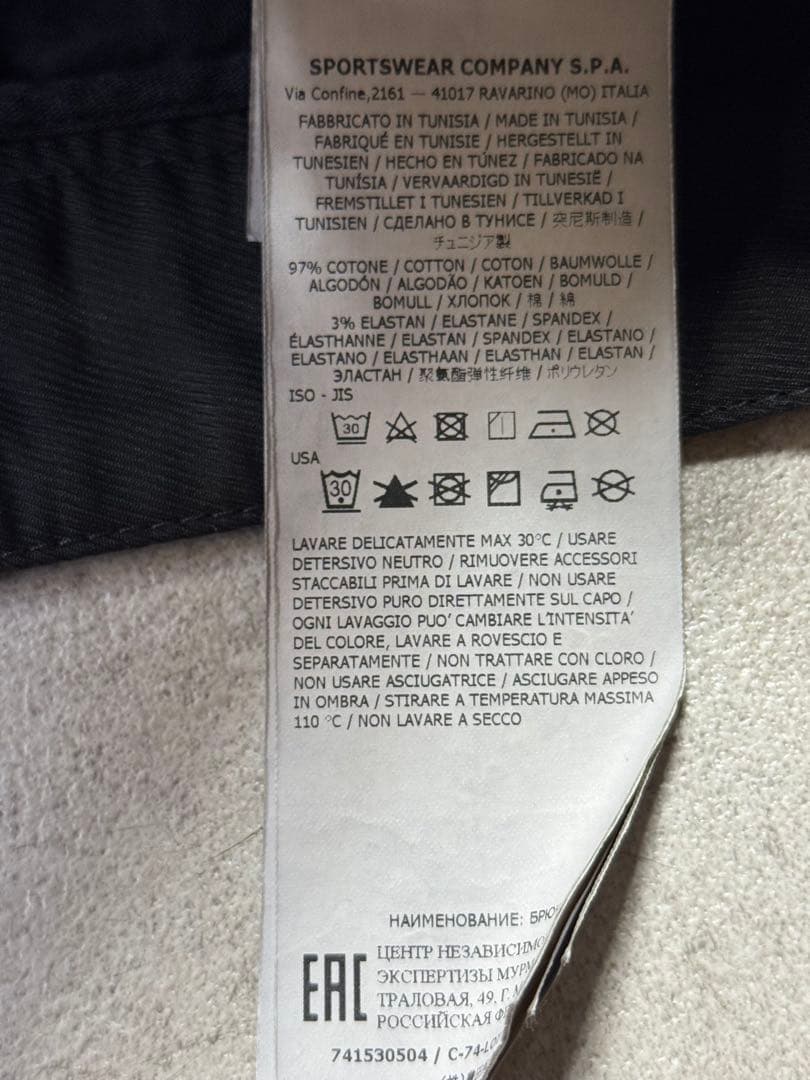 SPORTSWEAR COMPANY S.P.A.
Via Confine,2161 — 41017 RAVARINO (MO) ITALIA
FABBRICATO IN TUNISIA / MADE IN TUNISIA /
FABRIQUÉ EN TUNISIE / HERGESTELLT IN
TUNESIEN / HECHO EN TÚNEZ / FABRICADO NA
TUNÍSIA / VERVAARDIGD IN TUNESIË /
FREMSTILLET I TUNESIEN / TILLVERKAD I
TUNISIEN / СДЕЛАНО В ТУНИСЕ / 突尼斯制造 /
チュニジア製
97% COTONE / COTTON / COTON / BAUMWOLLE /
ALGODÓN / ALGODÃO / KATOEN / BOMULD /
BOMULL / ХЛОПОК / 棉 / 綿
3% ELASTAN / ELASTANE / SPANDEX /
ÉLASTHANNE / ELASTAN / SPANDEX / ELASTANO /
ELASTANO / ELASTHAAN / ELASTHAN / ELASTAN /
ЭЛАСТАН / 聚氨酯弹性纤维 / ポリウレタン
ISO - JIS
30
USA
30
LAVARE DELICATAMENTE MAX 30°C / USARE
DETERSIVO NEUTRO / RIMUOVERE ACCESSORI
STACCABILI PRIMA DI LAVARE / NON USARE
DETERSIVO PURO DIRETTAMENTE SUL CAPO /
OGNI LAVAGGIO PUO' CAMBIARE L'INTENSITA'
DEL COLORE, LAVARE A ROVESCIO E
SEPARATAMENTE / NON TRATTARE CON CLORO /
NON USARE ASCIUGATRICE / ASCIUGARE APPESO
IN OMBRA / STIRARE A TEMPERATURA MASSIMA
110 °C / NON LAVARE A SECCO
НАИМЕНОВАНИЕ: БРЮ
EAC
ЦЕНТР НЕЗАВИСИМО
ЭКСПЕРТИЗЫ МУРМ
ТРАЛОВАЯ, 49, Г.
РОССИЙСКАЯ Ф
741530504 / C-74-LO